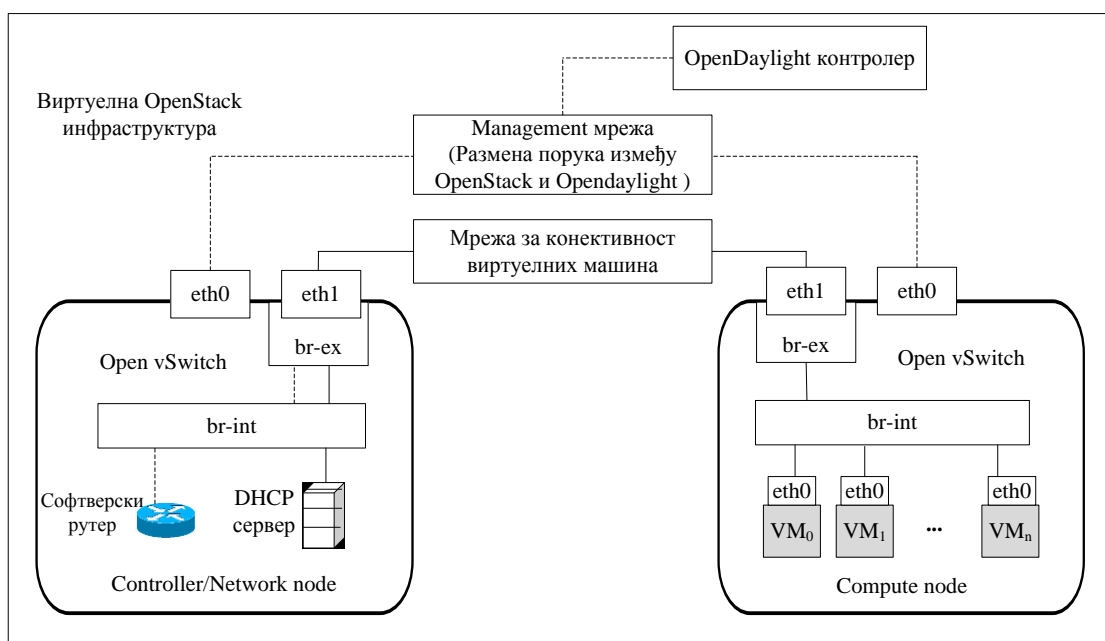 OpenDaylight контролер
Виртуелна OpenStack
инфраструктура
Management мрежа
(Размена порука између
OpenStack и Opendaylight )
Мрежа за конективност
виртуелних машина
eth0
eth1
eth1
eth0
br-ex
br-ex
Open vSwitch
Open vSwitch
br-int
br-int
Софтверски
рутер
DHCP
сервер
eth0
eth0
eth0
VM0
VM1
...
VMn
Controller/Network node
Compute node